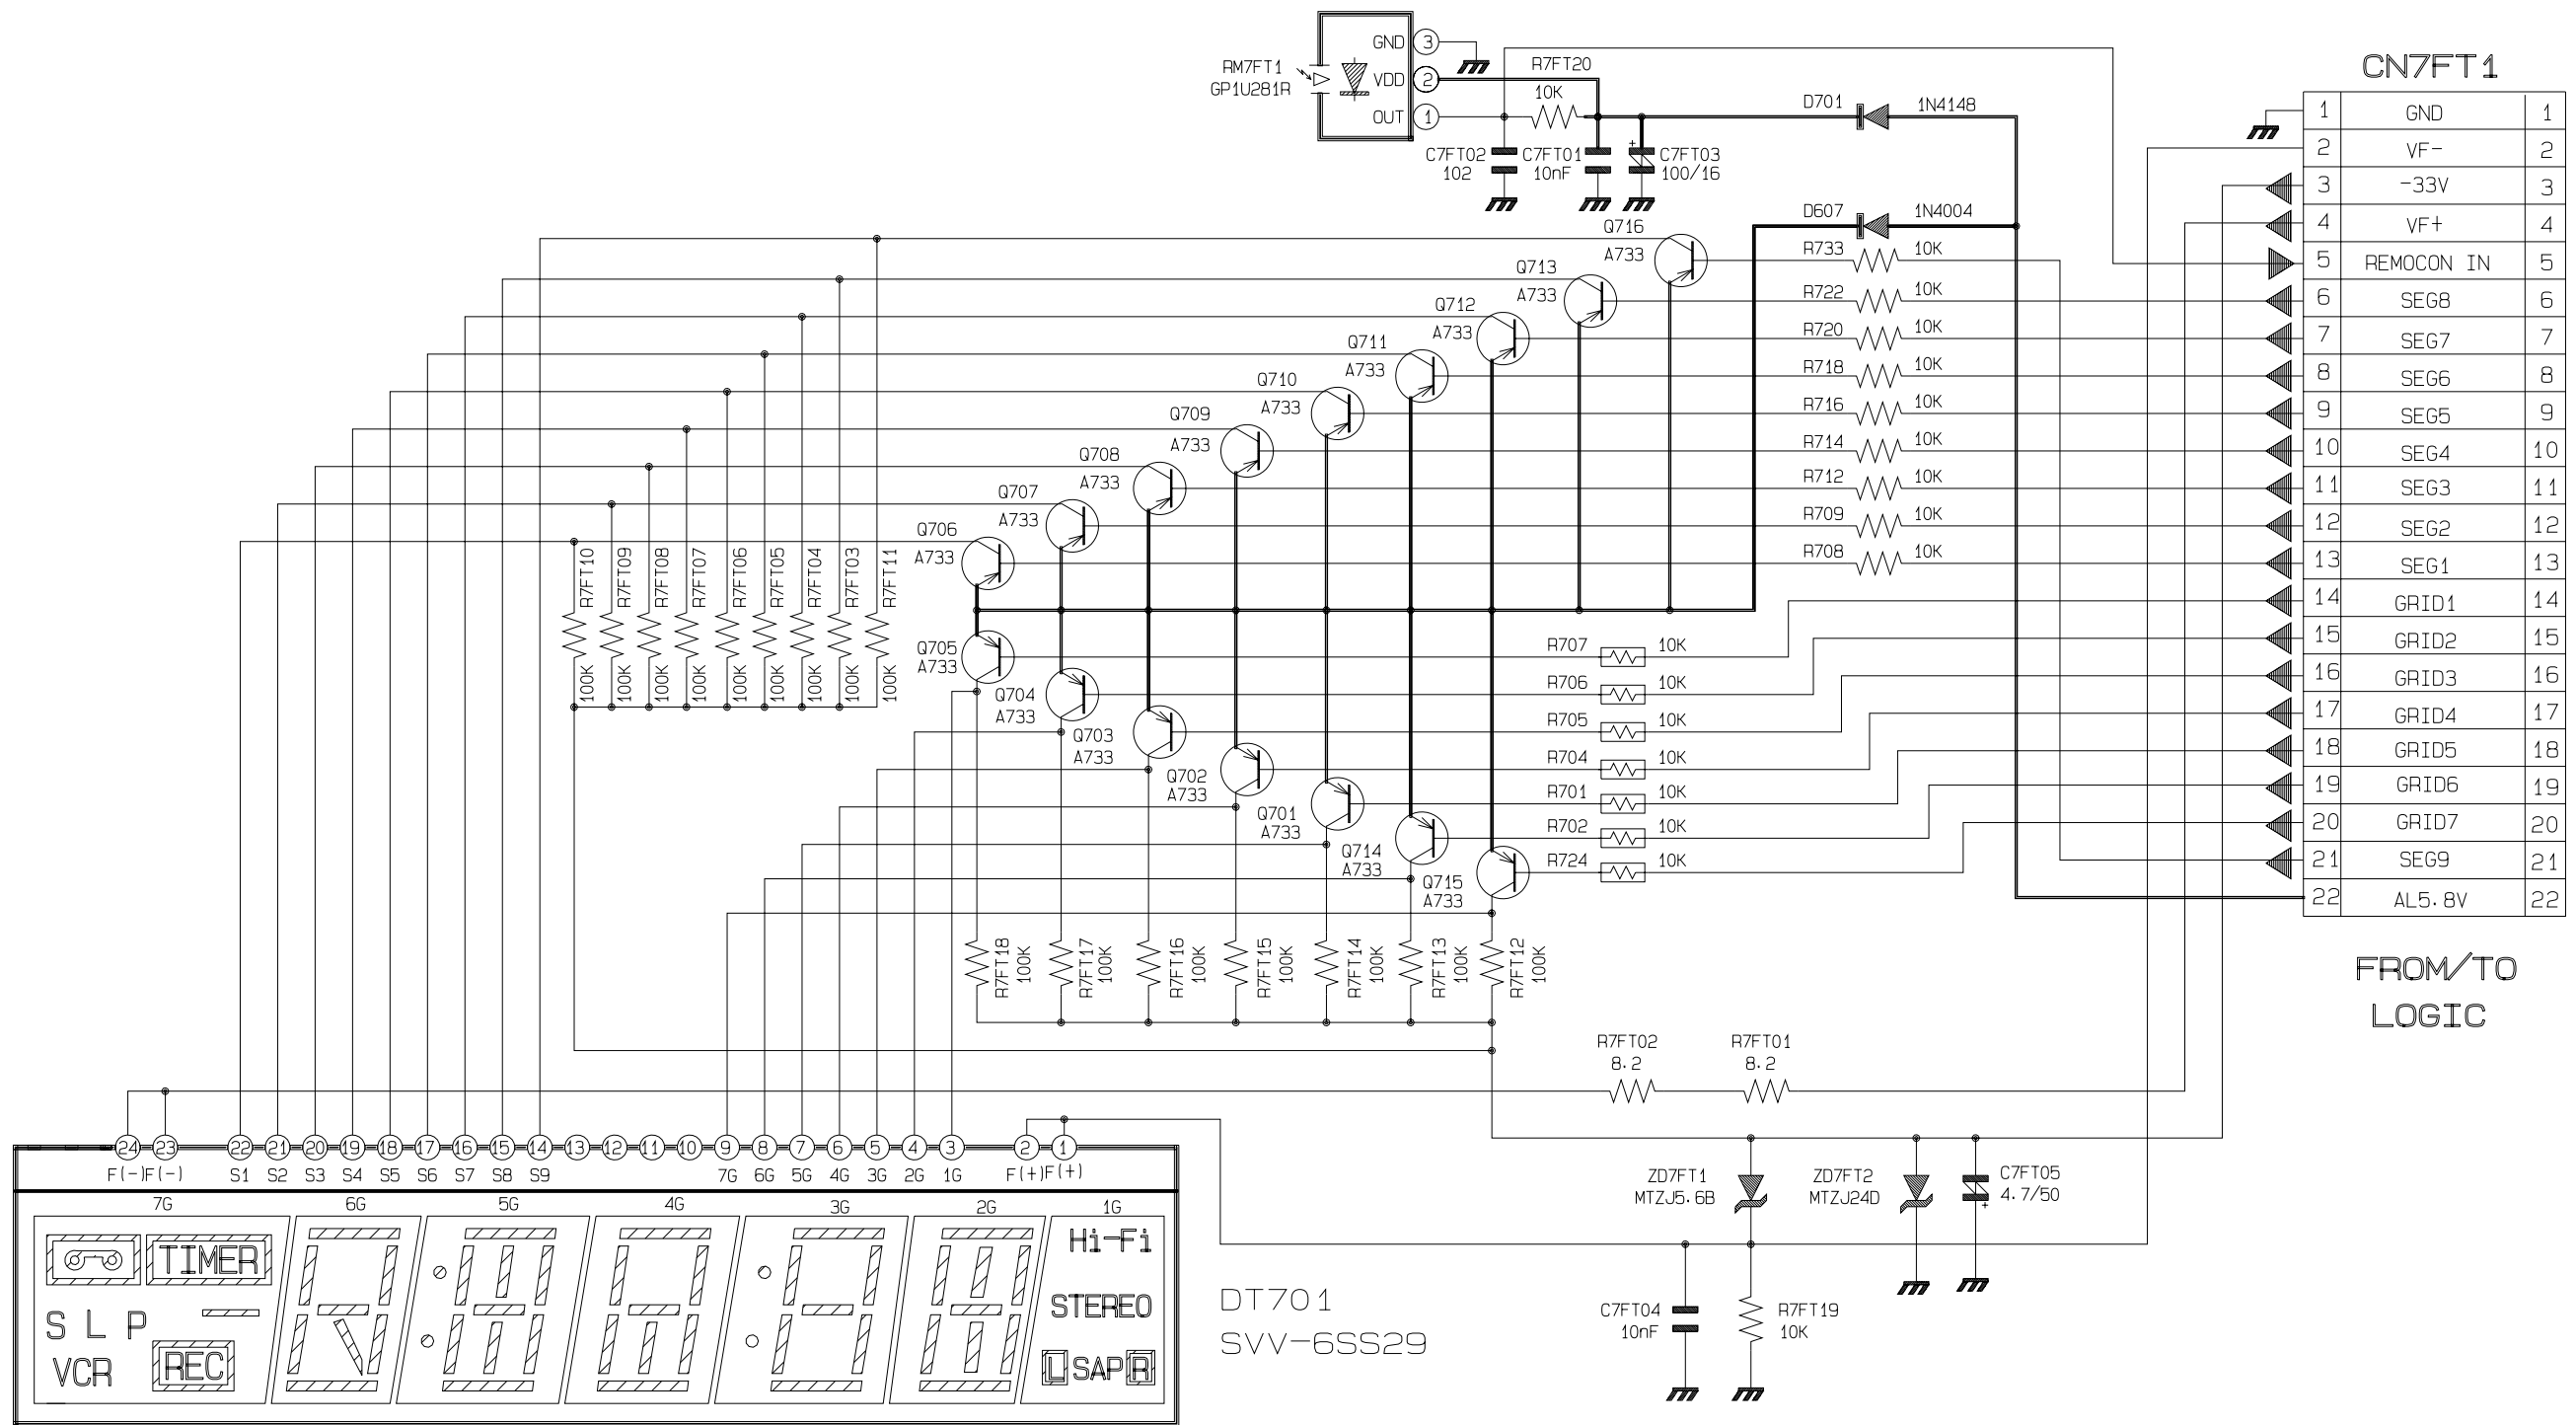 CN7FT1
1 GND 1
2 VF- 2
3 -33V 3
4 VF+ 4
5 REMOCON IN 5
6 SEG8 6
7 SEG7 7
8 SEG6 8
9 SEG5 9
10 SEG4 10
11 SEG3 11
12 SEG2 12
13 SEG1 13
14 GRID1 14
15 GRID2 15
16 GRID3 16
17 GRID4 17
18 GRID5 18
19 GRID6 19
20 GRID7 20
21 SEG9 21
22 AL5.8V 22
FROM/TO
LOGIC
RM7FT1
GP1U281R
GND 3
VDD 2
OUT 1
R7FT20
10K
C7FT02
102
C7FT01
10nF
C7FT03
100/16
+
D701 1N4148
D607 1N4004
Q716
A733
R733 10K
Q713
A733
R722 10K
Q712
A733
R720 10K
Q711
A733
R718 10K
Q710
A733
R716 10K
Q709
A733
R714 10K
Q708
A733
R712 10K
Q707
A733
R709 10K
Q706
A733
R708 10K
R7FT10 100K
R7FT09 100K
R7FT08 100K
R7FT07 100K
R7FT06 100K
R7FT05 100K
R7FT04 100K
R7FT03 100K
R7FT11 100K
Q705
A733
R707 10K
Q704
A733
R706 10K
Q703
A733
R705 10K
Q702
A733
R704 10K
Q701
A733
R701 10K
Q714
A733
R702 10K
Q715
A733
R724 10K
R7FT18 100K
R7FT17 100K
R7FT16 100K
R7FT15 100K
R7FT14 100K
R7FT13 100K
R7FT12 100K
R7FT02
8.2
R7FT01
8.2
24 23 22 21 20 19 18 17 16 15 14 13 12 11 10 9 8 7 6 5 4 3 2 1
F(-) F(-) S1 S2 S3 S4 S5 S6 S7 S8 S9 7G 6G 5G 4G 3G 2G 1G F(+) F(+)
7G 6G 5G 4G 3G 2G 1G
TIMER
S L P
VCR REC
Hi-Fi
STEREO
L SAP R
DT701
SVV-6SS29
ZD7FT1
MTZJ5.6B
ZD7FT2
MTZJ24D
C7FT05
4.7/50
+
C7FT04
10nF
R7FT19
10K